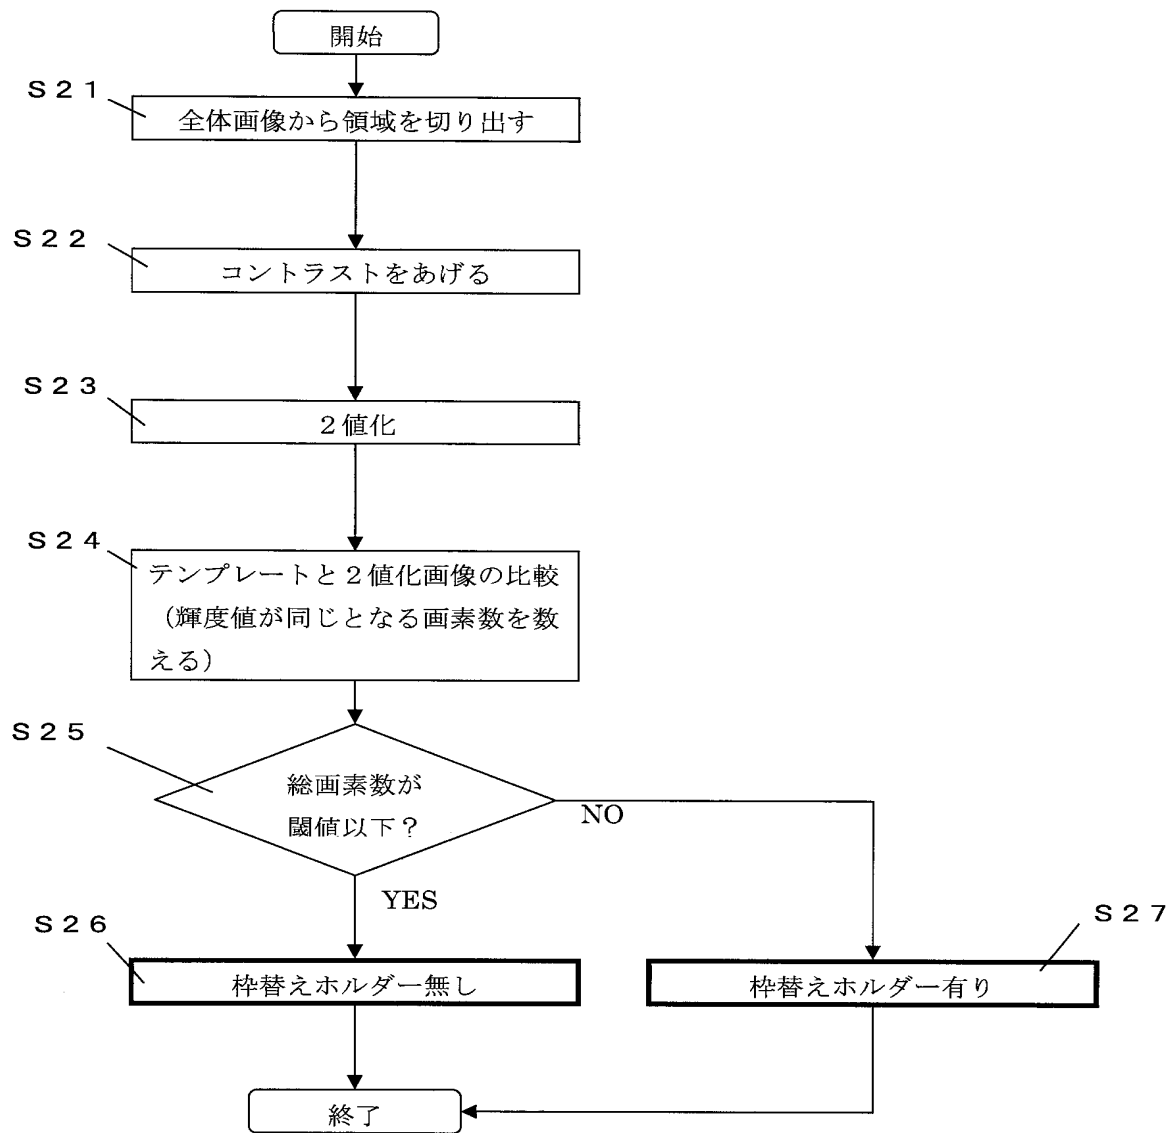 開始
S21
全体画像から領域を切り出す
S22
コントラストをあげる
S23
2値化
S24
テンプレートと2値化画像の比較
(輝度値が同じとなる画素数を数
える)
S25
総画素数が
閾値以下?
NO
YES
S26
枠替えホルダー無し
S27
枠替えホルダー有り
終了